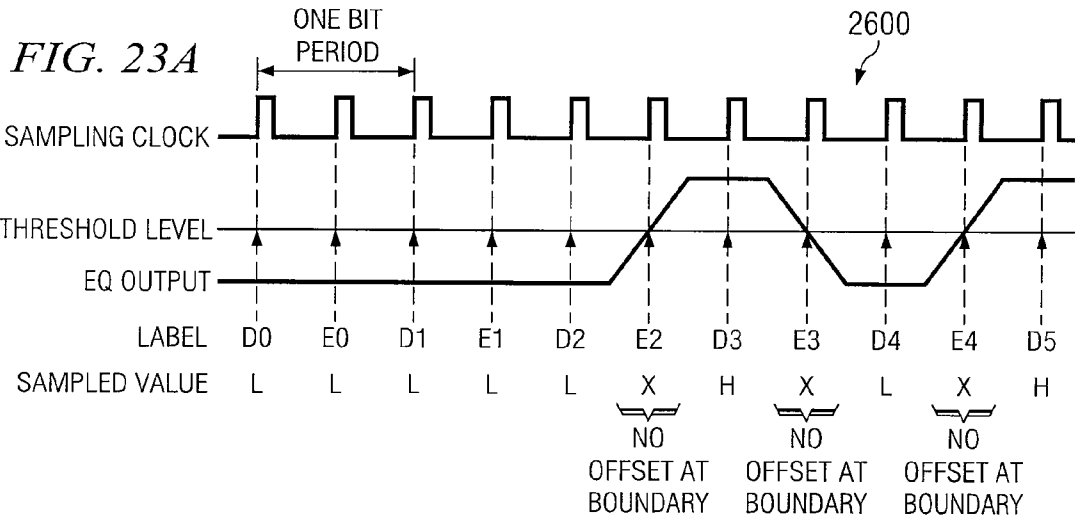 FIG. 23A
ONE BIT
PERIOD
2600
SAMPLING CLOCK
THRESHOLD LEVEL
EQ OUTPUT
LABEL D0 E0 D1 E1 D2 E2 D3 E3 D4 E4 D5
SAMPLED VALUE L L L L L X H X L X H
NO NO NO
OFFSET AT OFFSET AT OFFSET AT
BOUNDARY BOUNDARY BOUNDARY